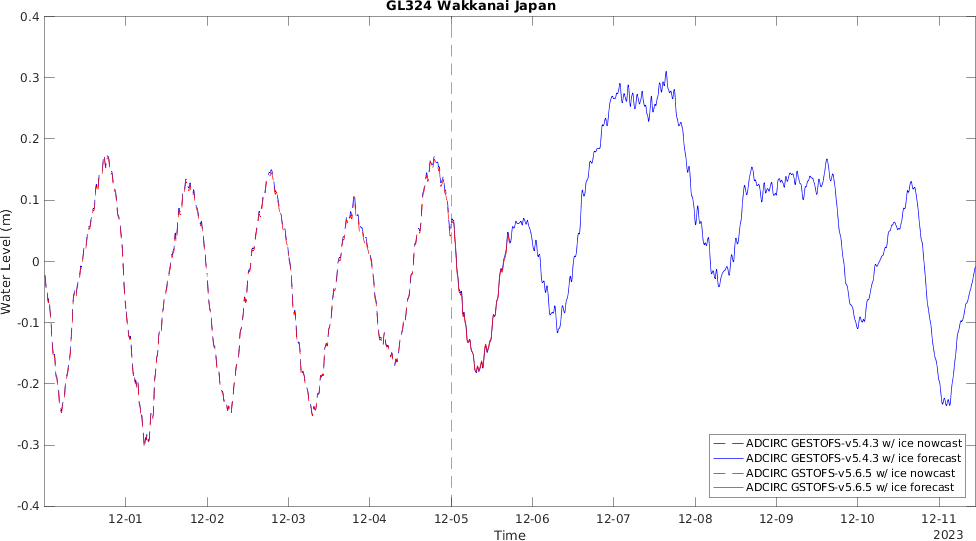 GL324 Wakkanai Japan
0.4
0.3
0.2
0.1
0
-0.1
-0.2
-0.3
-0.4
Water Level (m)
12-01 12-02 12-03 12-04 12-05 12-06 12-07 12-08 12-09 12-10 12-11
Time
2023
ADCIRC GESTOFS-v5.4.3 w/ ice nowcast
ADCIRC GESTOFS-v5.4.3 w/ ice forecast
ADCIRC GSTOFS-v5.6.5 w/ ice nowcast
ADCIRC GSTOFS-v5.6.5 w/ ice forecast